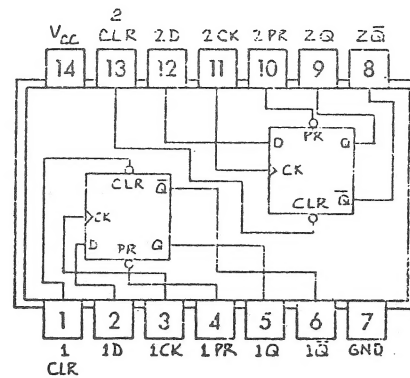 2
VCC CLR 2D 2CK 2PR 2Q 2Q̅
14 13 12 11 10 9 8
PR
D Q
CK
CLR Q̅
CLR Q̅
CK
D PR Q
1 2 3 4 5 6 7
1 1D 1CK 1PR 1Q 1Q̅ GND
CLR